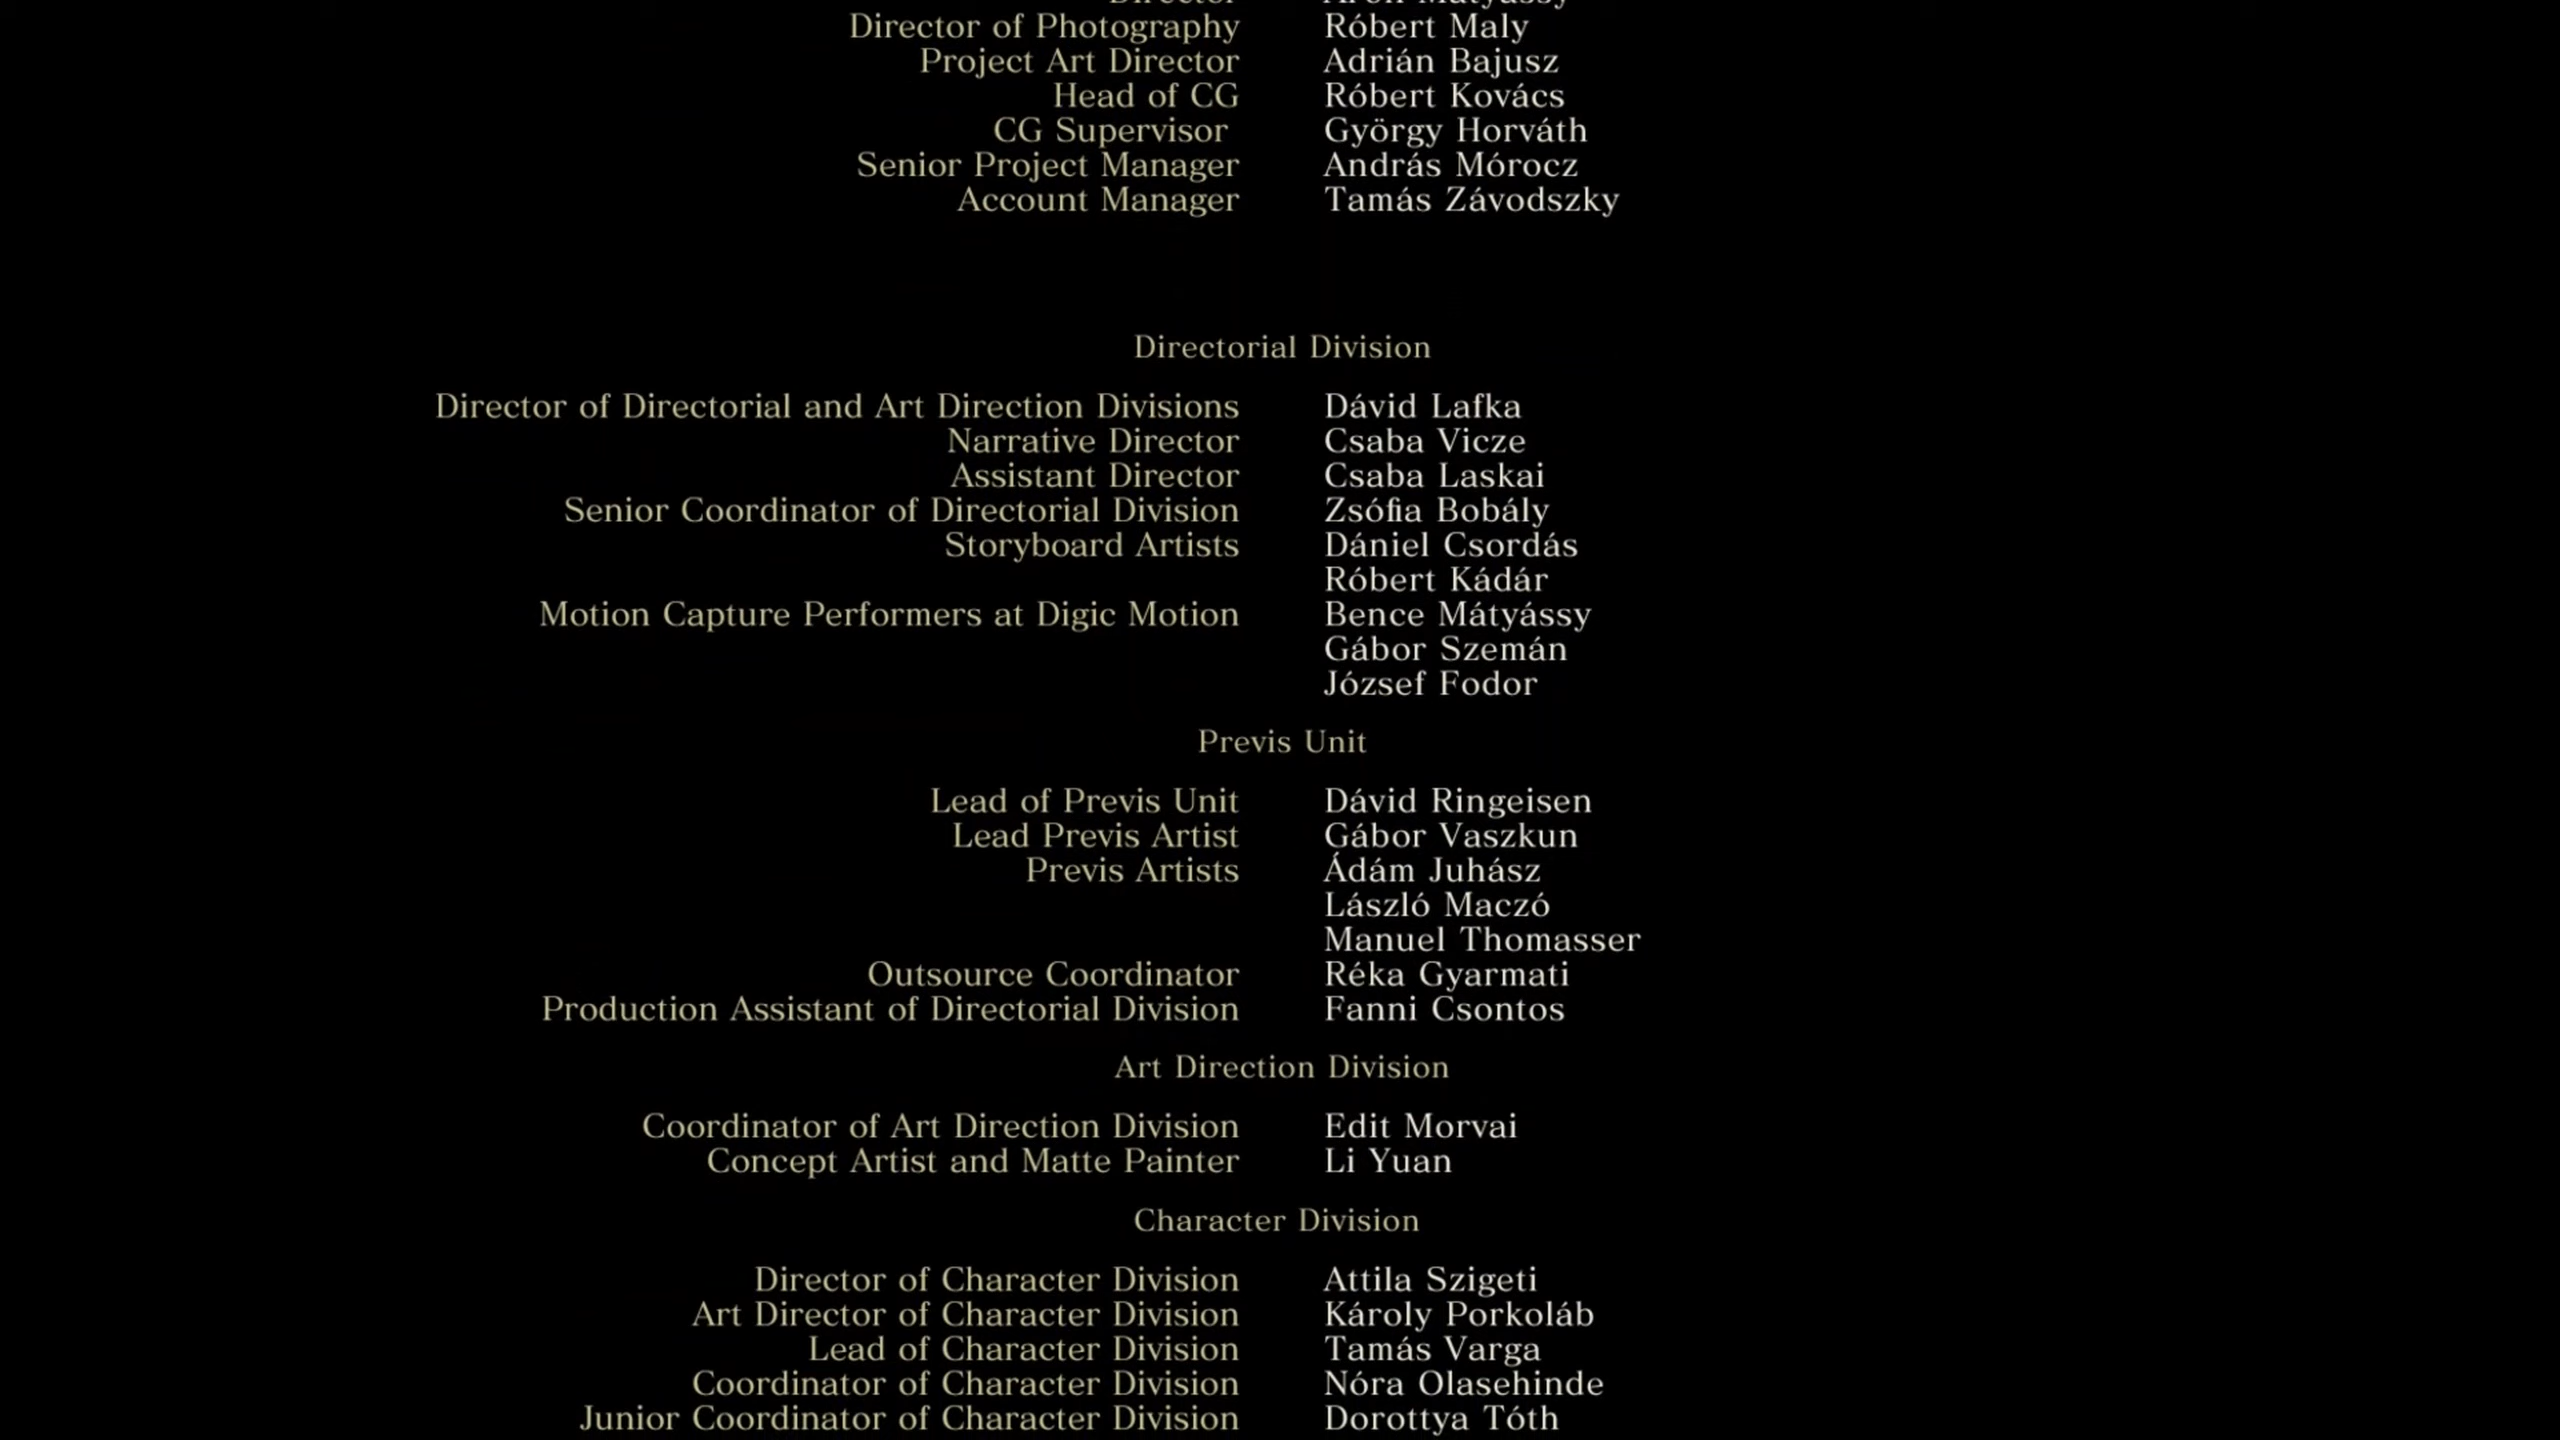 Director of Photography Róbert Maly
Project Art Director Adrián Bajusz
Head of CG Róbert Kovács
CG Supervisor György Horváth
Senior Project Manager András Mórocz
Account Manager Tamás Závodszky
Directorial Division
Director of Directorial and Art Direction Divisions Dávid Lafka
Narrative Director Csaba Vicze
Assistant Director Csaba Laskai
Senior Coordinator of Directorial Division Zsófia Bobály
Storyboard Artists Dániel Csordás
Róbert Kádár
Motion Capture Performers at Digic Motion Bence Mátyássy
Gábor Szemán
József Fodor
Previs Unit
Lead of Previs Unit Dávid Ringeisen
Lead Previs Artist Gábor Vaszkun
Previs Artists Ádám Juhász
László Maczó
Manuel Thomasser
Outsource Coordinator Réka Gyarmati
Production Assistant of Directorial Division Fanni Csontos
Art Direction Division
Coordinator of Art Direction Division Edit Morvai
Concept Artist and Matte Painter Li Yuan
Character Division
Director of Character Division Attila Szigeti
Art Director of Character Division Károly Porkoláb
Lead of Character Division Tamás Varga
Coordinator of Character Division Nóra Olasehinde
Junior Coordinator of Character Division Dorottya Tóth